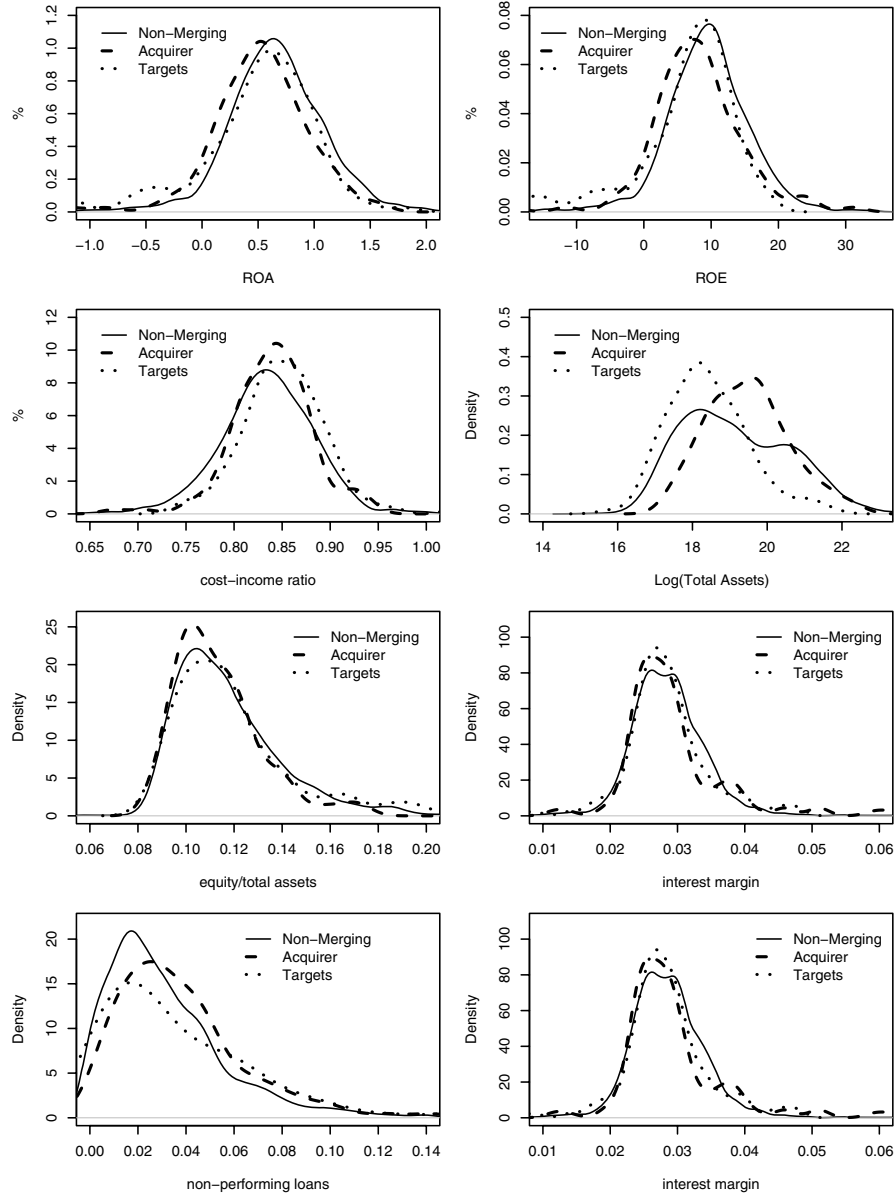 %
0.0 0.2 0.4 0.6 0.8 1.0 1.2
Non−Merging
Acquirer
Targets
−1.0 −0.5 0.0 0.5 1.0 1.5 2.0
ROA
%
0.00 0.02 0.04 0.06 0.08
Non−Merging
Acquirer
Targets
−10 0 10 20 30
ROE
%
0 2 4 6 8 10 12
Non−Merging
Acquirer
Targets
0.65 0.70 0.75 0.80 0.85 0.90 0.95 1.00
cost−income ratio
Density
0.0 0.1 0.2 0.3 0.4 0.5
Non−Merging
Acquirer
Targets
14 16 18 20 22
Log(Total Assets)
Density
0 5 10 15 20 25
Non−Merging
Acquirer
Targets
0.06 0.08 0.10 0.12 0.14 0.16 0.18 0.20
equity/total assets
Density
0 20 40 60 80 100
Non−Merging
Acquirer
Targets
0.01 0.02 0.03 0.04 0.05 0.06
interest margin
Density
0 5 10 15 20
Non−Merging
Acquirer
Targets
0.00 0.02 0.04 0.06 0.08 0.10 0.12 0.14
non−performing loans
Density
0 20 40 60 80 100
Non−Merging
Acquirer
Targets
0.01 0.02 0.03 0.04 0.05 0.06
interest margin